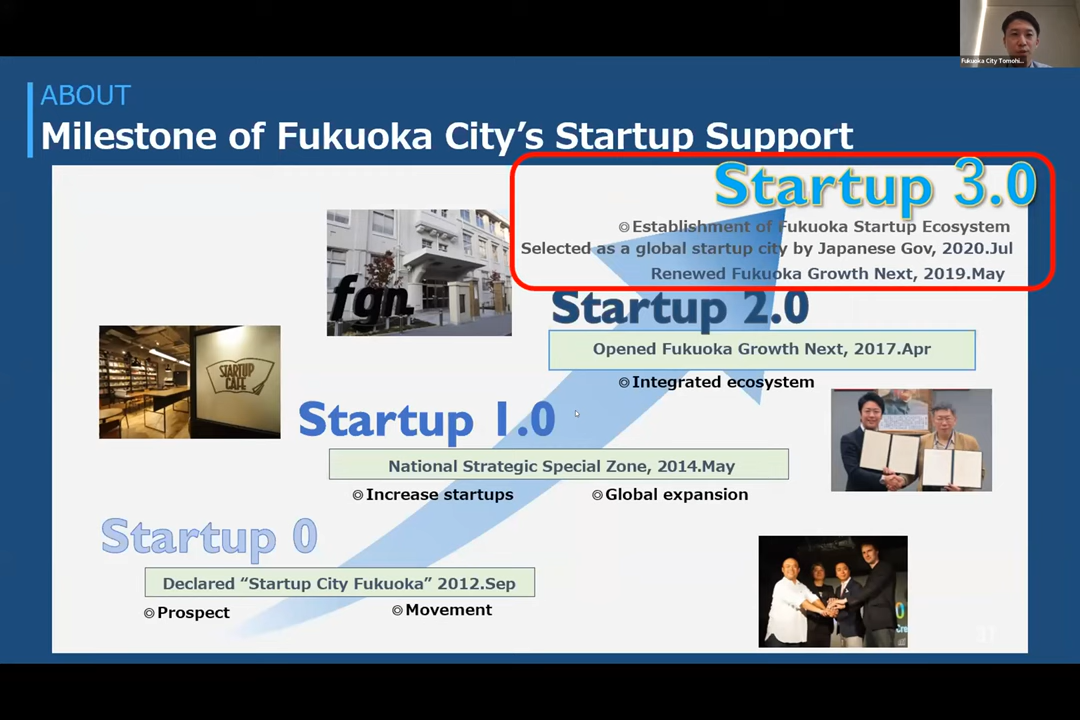 Fukuoka City Tomohi...
ABOUT
Milestone of Fukuoka City's Startup Support
Startup 3.0
◎Establishment of Fukuoka Startup Ecosystem
Selected as a global startup city by Japanese Gov, 2020.Jul
Renewed Fukuoka Growth Next, 2019.May
fgn.
Startup 2.0
Opened Fukuoka Growth Next, 2017.Apr
◎Integrated ecosystem
STARTUP
CAFE
Startup 1.0
National Strategic Special Zone, 2014.May
◎Increase startups ◎Global expansion
Startup 0
Declared “Startup City Fukuoka” 2012.Sep
◎Prospect ◎Movement